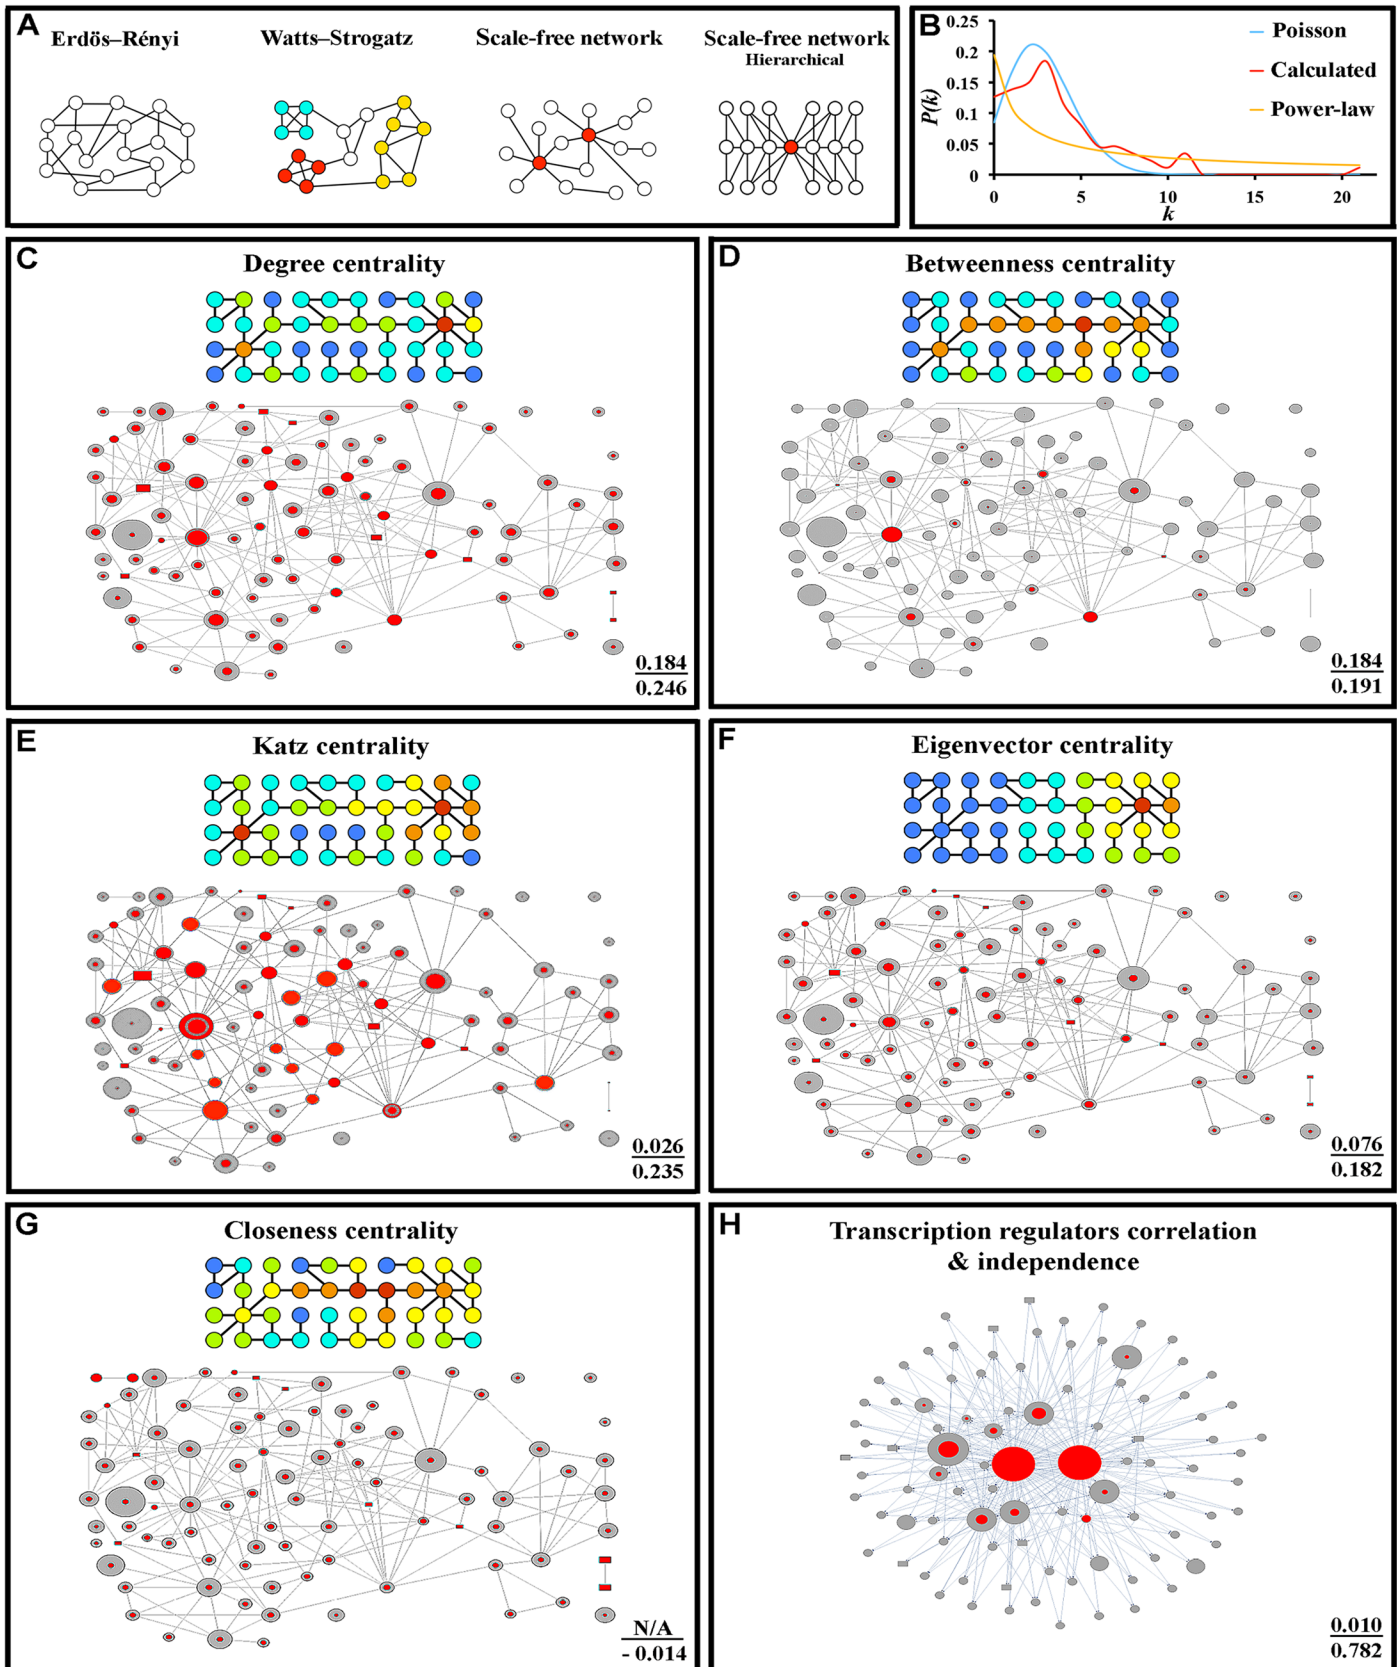 A
Erdös–Rényi
Watts–Strogatz
Scale-free network
Scale-free network
Hierarchical
B
P(k)
0.25
0.2
0.15
0.1
0.05
0
0
5
10
15
20
k
Poisson
Calculated
Power-law
C
Degree centrality
0.184
0.246
D
Betweenness centrality
0.184
0.191
E
Katz centrality
0.026
0.235
F
Eigenvector centrality
0.076
0.182
G
Closeness centrality
N/A
- 0.014
H
Transcription regulators correlation
& independence
0.010
0.782